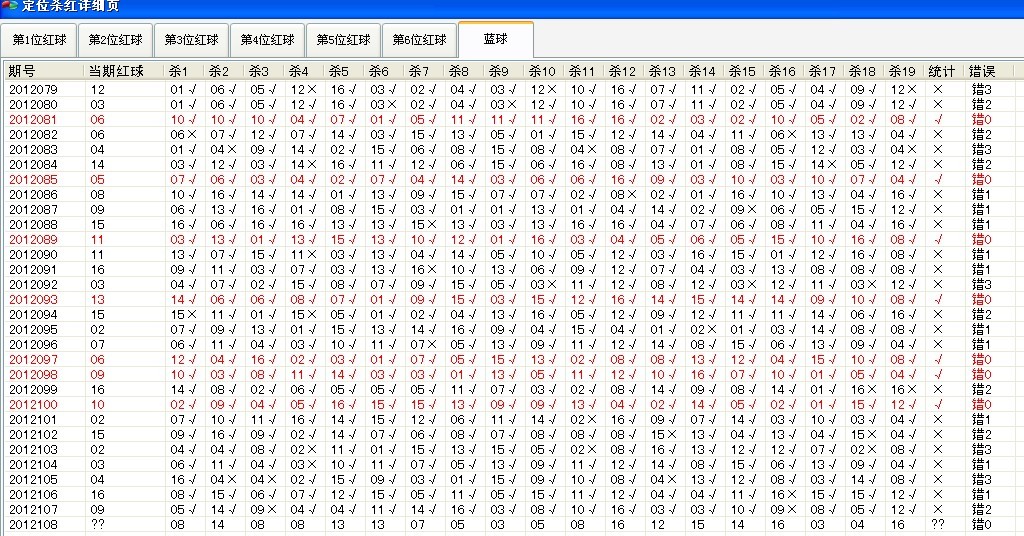 定位杀红详细页
第1位红球 第2位红球 第3位红球 第4位红球 第5位红球 第6位红球 蓝球
期号 当期红球 杀1 杀2 杀3 杀4 杀5 杀6 杀7 杀8 杀9 杀10 杀11 杀12 杀13 杀14 杀15 杀16 杀17 杀18 杀19 统计 错误
2012079 12 01√ 06√ 05√ 12× 16√ 03√ 02√ 04√ 03√ 12× 10√ 16√ 07√ 11√ 02√ 05√ 04√ 09√ 12× × 错3
2012080 03 01√ 06√ 05√ 12√ 16√ 03× 02√ 04√ 03× 12√ 10√ 16√ 07√ 11√ 02√ 05√ 04√ 09√ 12√ × 错2
2012081 06 10√ 10√ 10√ 04√ 07√ 01√ 05√ 11√ 11√ 11√ 16√ 16√ 02√ 03√ 02√ 10√ 05√ 02√ 08√ √ 错0
2012082 06 06× 07√ 12√ 07√ 14√ 03√ 15√ 13√ 05√ 01√ 15√ 12√ 14√ 04√ 11√ 06× 13√ 13√ 04√ × 错2
2012083 04 01√ 04× 09√ 14√ 02√ 15√ 06√ 08√ 15√ 08√ 04× 08√ 07√ 01√ 08√ 05√ 12√ 03√ 04× × 错3
2012084 14 03√ 12√ 03√ 14× 16√ 11√ 12√ 06√ 15√ 06√ 16√ 08√ 13√ 01√ 08√ 15√ 14× 05√ 12√ × 错2
2012085 05 07√ 06√ 03√ 04√ 02√ 07√ 04√ 14√ 03√ 06√ 06√ 16√ 09√ 03√ 10√ 03√ 10√ 07√ 04√ √ 错0
2012086 08 10√ 16√ 14√ 14√ 01√ 13√ 09√ 15√ 07√ 07√ 02√ 08× 02√ 01√ 16√ 10√ 13√ 04√ 16√ × 错1
2012087 09 06√ 13√ 16√ 01√ 08√ 15√ 03√ 01√ 01√ 13√ 01√ 04√ 14√ 02√ 09× 06√ 05√ 15√ 12√ × 错1
2012088 15 16√ 06√ 16√ 16√ 13√ 13√ 15× 13√ 03√ 13√ 16√ 16√ 04√ 07√ 06√ 08√ 11√ 04√ 16√ × 错1
2012089 11 03√ 13√ 01√ 13√ 15√ 13√ 10√ 12√ 01√ 16√ 03√ 04√ 05√ 06√ 05√ 15√ 10√ 16√ 08√ √ 错0
2012090 11 13√ 07√ 15√ 11× 03√ 13√ 04√ 14√ 05√ 10√ 05√ 12√ 03√ 16√ 15√ 01√ 12√ 16√ 08√ × 错1
2012091 16 09√ 11√ 03√ 07√ 03√ 13√ 16× 10√ 13√ 06√ 09√ 12√ 07√ 04√ 03√ 13√ 08√ 08√ 08√ × 错1
2012092 03 04√ 07√ 02√ 15√ 08√ 07√ 09√ 15√ 05√ 03× 11√ 12√ 08√ 12√ 03× 12√ 11√ 03× 12√ × 错3
2012093 13 14√ 06√ 06√ 08√ 07√ 01√ 09√ 15√ 03√ 15√ 12√ 16√ 14√ 15√ 14√ 14√ 09√ 10√ 08√ √ 错0
2012094 15 15× 11√ 01√ 15× 05√ 01√ 02√ 04√ 13√ 16√ 05√ 12√ 09√ 12√ 11√ 11√ 14√ 06√ 16√ × 错2
2012095 02 07√ 09√ 13√ 01√ 15√ 13√ 14√ 16√ 09√ 04√ 15√ 04√ 01√ 02× 01√ 03√ 14√ 08√ 08√ × 错1
2012096 07 06√ 11√ 04√ 03√ 10√ 11√ 07× 05√ 13√ 09√ 11√ 12√ 14√ 08√ 15√ 06√ 13√ 09√ 04√ × 错1
2012097 06 12√ 04√ 16√ 02√ 03√ 01√ 07√ 05√ 15√ 13√ 02√ 08√ 08√ 13√ 12√ 04√ 15√ 10√ 08√ √ 错0
2012098 09 10√ 03√ 08√ 11√ 14√ 03√ 03√ 01√ 13√ 05√ 11√ 12√ 10√ 16√ 07√ 10√ 01√ 05√ 04√ √ 错0
2012099 16 14√ 08√ 02√ 06√ 05√ 05√ 05√ 11√ 07√ 03√ 02√ 08√ 14√ 09√ 08√ 14√ 01√ 16× 16× × 错2
2012100 10 02√ 09√ 04√ 05√ 16√ 15√ 15√ 13√ 09√ 09√ 13√ 04√ 02√ 14√ 05√ 02√ 01√ 15√ 12√ √ 错0
2012101 02 07√ 10√ 11√ 16√ 14√ 15√ 12√ 06√ 11√ 14√ 02× 16√ 09√ 01√ 07√ 14√ 03√ 10√ 03√ 04√ × 错1
2012102 15 09√ 16√ 09√ 02√ 14√ 07√ 06√ 08√ 07√ 08√ 08√ 08√ 15× 13√ 04√ 13√ 04√ 15× 04√ × 错2
2012103 02 04√ 04√ 08√ 02× 11√ 01√ 15√ 13√ 15√ 05√ 02× 08√ 16√ 13√ 12√ 12√ 07√ 02× 08√ × 错3
2012104 03 06√ 11√ 04√ 03× 10√ 11√ 07√ 05√ 13√ 09√ 11√ 12√ 14√ 08√ 15√ 06√ 13√ 09√ 04√ × 错1
2012105 04 16√ 04× 04× 02√ 15√ 09√ 03√ 01√ 05√ 15√ 09√ 08√ 04× 13√ 12√ 08√ 03√ 14√ 08√ × 错3
2012106 16 08√ 15√ 06√ 07√ 12√ 15√ 05√ 11√ 05√ 15√ 11√ 12√ 04√ 04√ 11√ 16× 15√ 15√ 12√ × 错1
2012107 09 05√ 14√ 09× 04√ 04√ 11√ 14√ 16√ 03√ 08√ 10√ 16√ 03√ 15√ 10√ 09× 08√ 05√ 12√ × 错2
2012108 ?? 08 14 08 08 13 13 07 05 03 05 08 16 12 15 14 16 03 04 16 ?? 错0